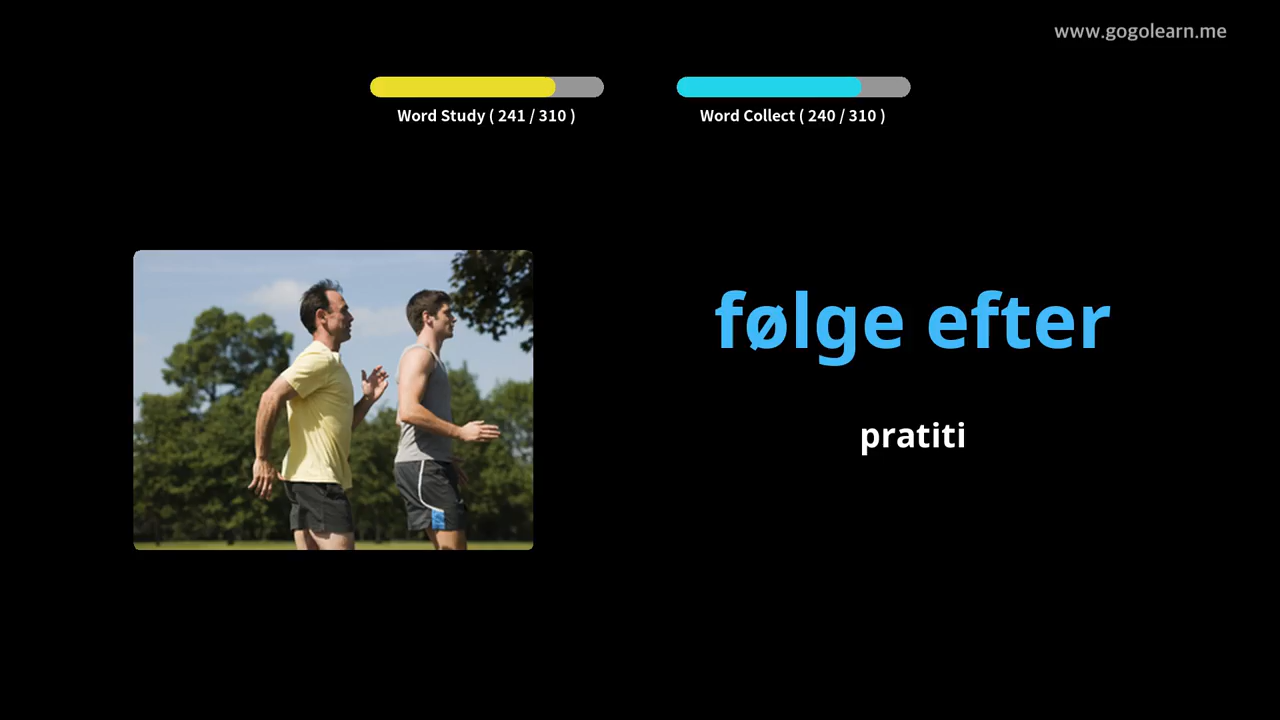 www.gogolearn.me
Word Study ( 241 / 310 )
Word Collect ( 240 / 310 )
følge efter
pratiti